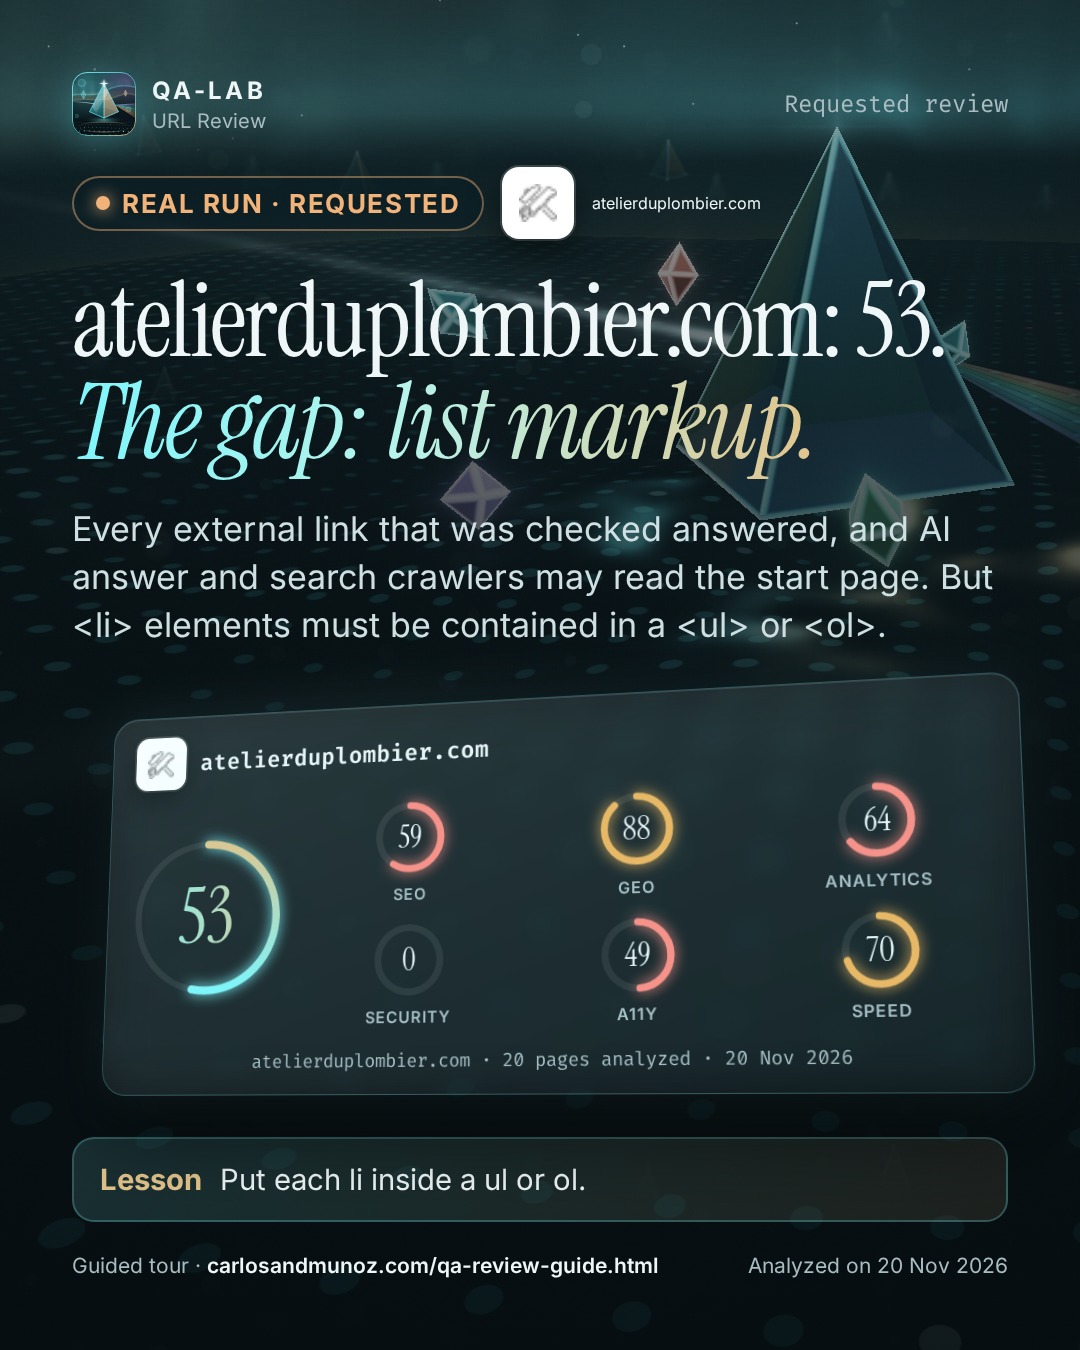 QA-LAB
URL Review
Requested review
REAL RUN · REQUESTED
atelierduplombier.com
atelierduplombier.com: 53.
The gap: list markup.
Every external link that was checked answered, and AI
answer and search crawlers may read the start page. But
<li> elements must be contained in a <ul> or <ol>.
atelierduplombier.com
53
59
SEO
88
GEO
64
ANALYTICS
0
SECURITY
49
A11Y
70
SPEED
atelierduplombier.com · 20 pages analyzed · 20 Nov 2026
Lesson Put each li inside a ul or ol.
Guided tour · carlosandmunoz.com/qa-review-guide.html
Analyzed on 20 Nov 2026